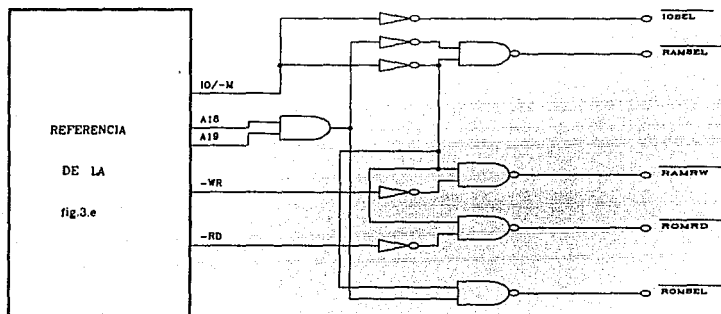 IOSEL
RAMSEL
IO/-M
A18
A19
REFERENCIA
DE LA
fig.3.e
-WR
-RD
RAMRW
ROMRD
ROMSEL